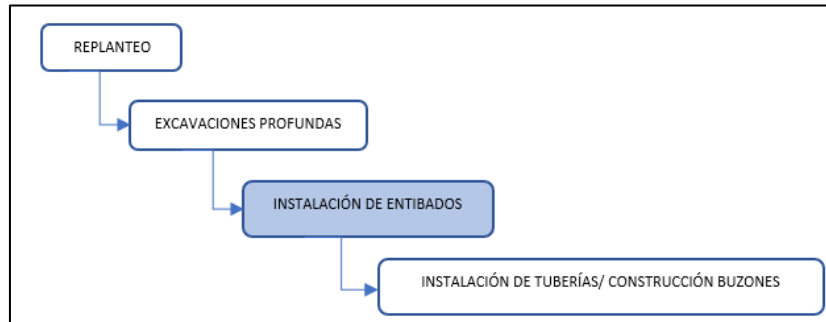 REPLANTEO
EXCAVACIONES PROFUNDAS
INSTALACIÓN DE ENTIBADOS
INSTALACIÓN DE TUBERÍAS/ CONSTRUCCIÓN BUZONES